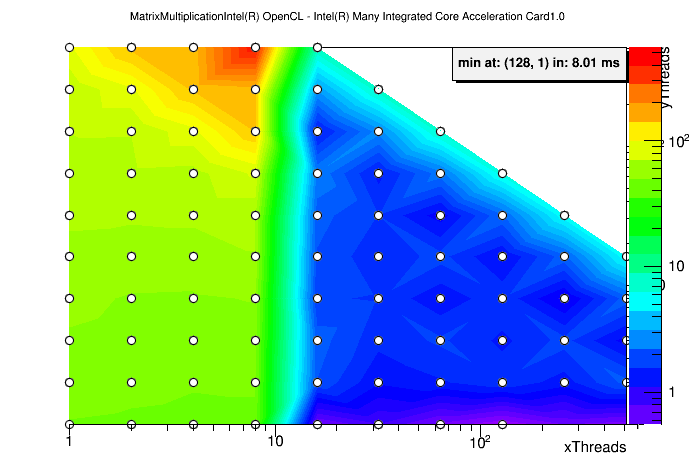 MatrixMultiplicationIntel(R) OpenCL - Intel(R) Many Integrated Core Acceleration Card1.0
min at: (128, 1) in: 8.01 ms
yThreads
10²
10
1
1
10
10²
xThreads